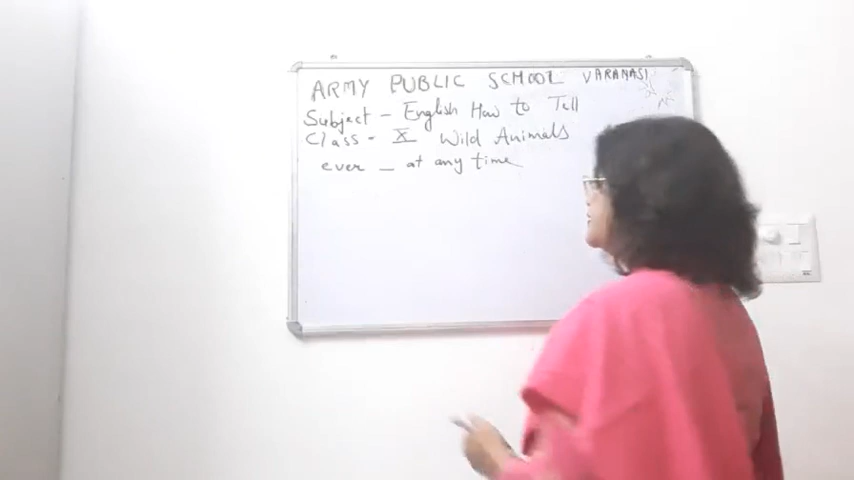 ARMY PUBLIC SCHOOL VARANASI
Subject - English How to Tell
Class - X Wild Animals
ever - at any time